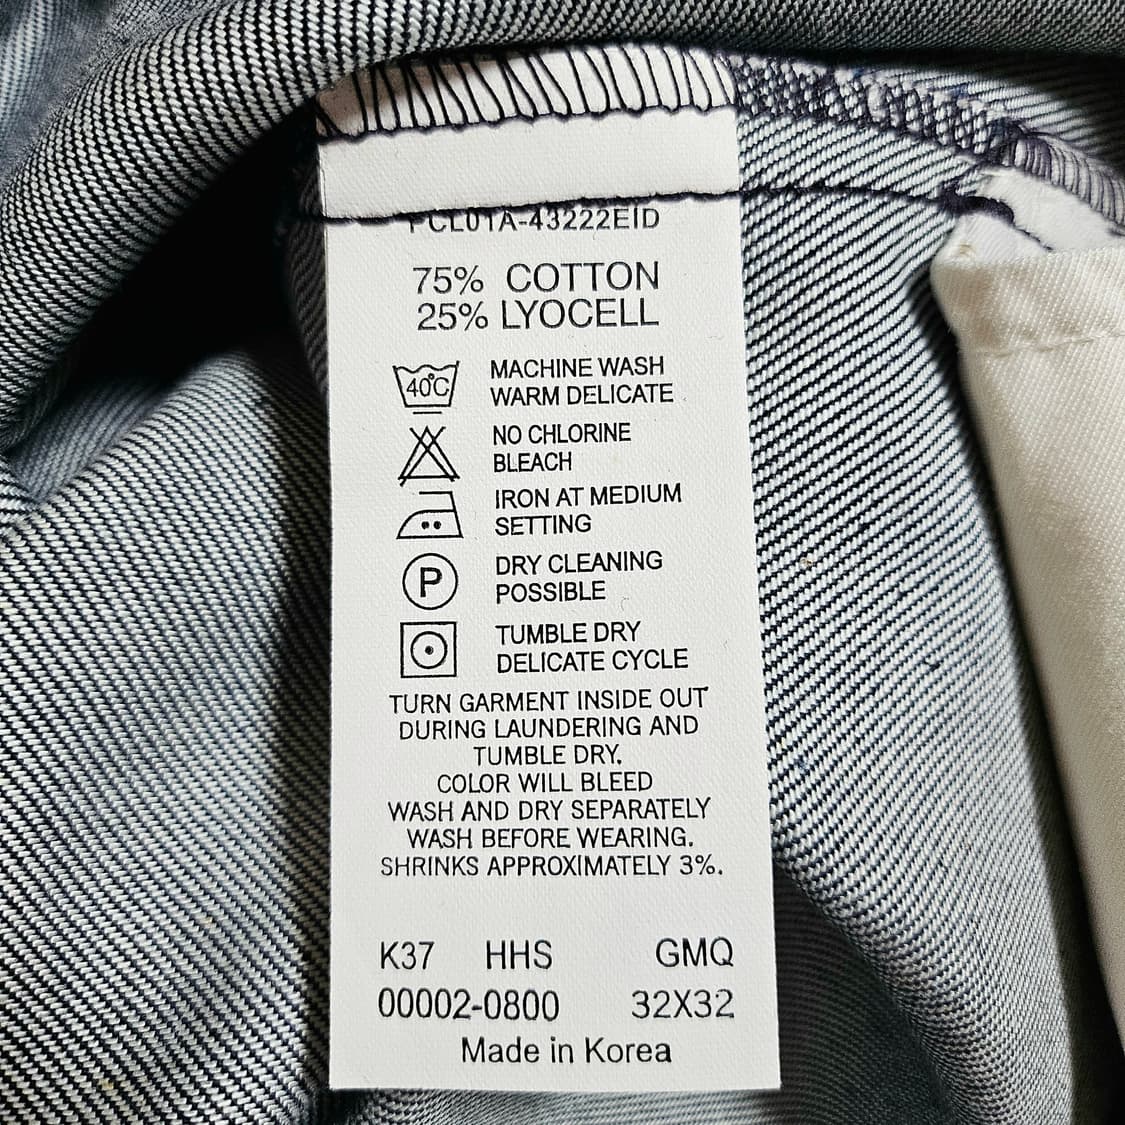 PCL01A-43222EID
75% COTTON
25% LYOCELL
40°C MACHINE WASH
WARM DELICATE
NO CHLORINE
BLEACH
IRON AT MEDIUM
SETTING
P DRY CLEANING
POSSIBLE
TUMBLE DRY
DELICATE CYCLE
TURN GARMENT INSIDE OUT
DURING LAUNDERING AND
TUMBLE DRY.
COLOR WILL BLEED
WASH AND DRY SEPARATELY
WASH BEFORE WEARING.
SHRINKS APPROXIMATELY 3%.
K37 HHS GMQ
00002-0800 32X32
Made in Korea